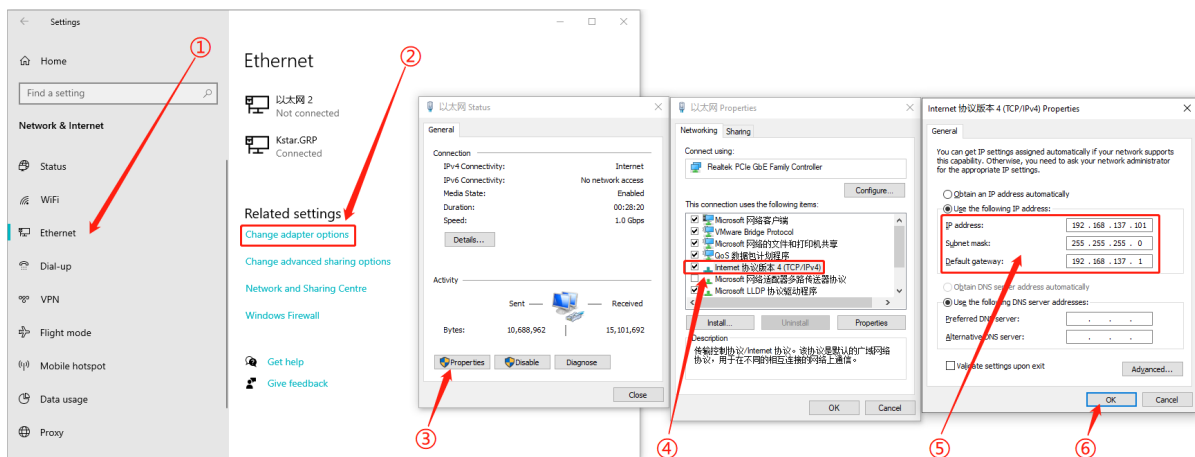 Settings
①
Home
Find a setting
Network & Internet
Status
WiFi
Ethernet
Dial-up
VPN
Flight mode
Mobile hotspot
Data usage
Proxy
②
Ethernet
以太网 2
Not connected
Kstar.GRP
Connected
Related settings
Change adapter options
Change advanced sharing options
Network and Sharing Centre
Windows Firewall
Get help
Give feedback
以太网 Status
General
Connection
IPv4 Connectivity: Internet
IPv6 Connectivity: No network access
Media State: Enabled
Duration: 00:28:20
Speed: 1.0 Gbps
Details...
Activity
Sent Received
Bytes: 10,688,962 15,101,692
Properties Disable Diagnose
Close
③
以太网 Properties
Networking Sharing
Connect using:
Realtek PCIe GbE Family Controller
Configure...
This connection uses the following items:
Microsoft 网络客户端
VMware Bridge Protocol
Microsoft 网络的文件和打印机共享
QoS 数据包计划程序
Internet 协议版本 4 (TCP/IPv4)
Microsoft 网络适配器多路传送器协议
Microsoft LLDP 协议驱动程序
Install... Uninstall Properties
Description
传输控制协议/Internet 协议。该协议是默认的广域网络
协议，用于在不同的相互连接的网络上通信。
OK Cancel
④
Internet 协议版本 4 (TCP/IPv4) Properties
General
You can get IP settings assigned automatically if your network supports
this capability. Otherwise, you need to ask your network administrator
for the appropriate IP settings.
Obtain an IP address automatically
Use the following IP address:
IP address: 192 . 168 . 137 . 101
Subnet mask: 255 . 255 . 255 . 0
Default gateway: 192 . 168 . 137 . 1
Obtain DNS server address automatically
Use the following DNS server addresses:
Preferred DNS server: . . .
Alternative DNS server: . . .
Validate settings upon exit
Advanced...
OK Cancel
⑤
⑥